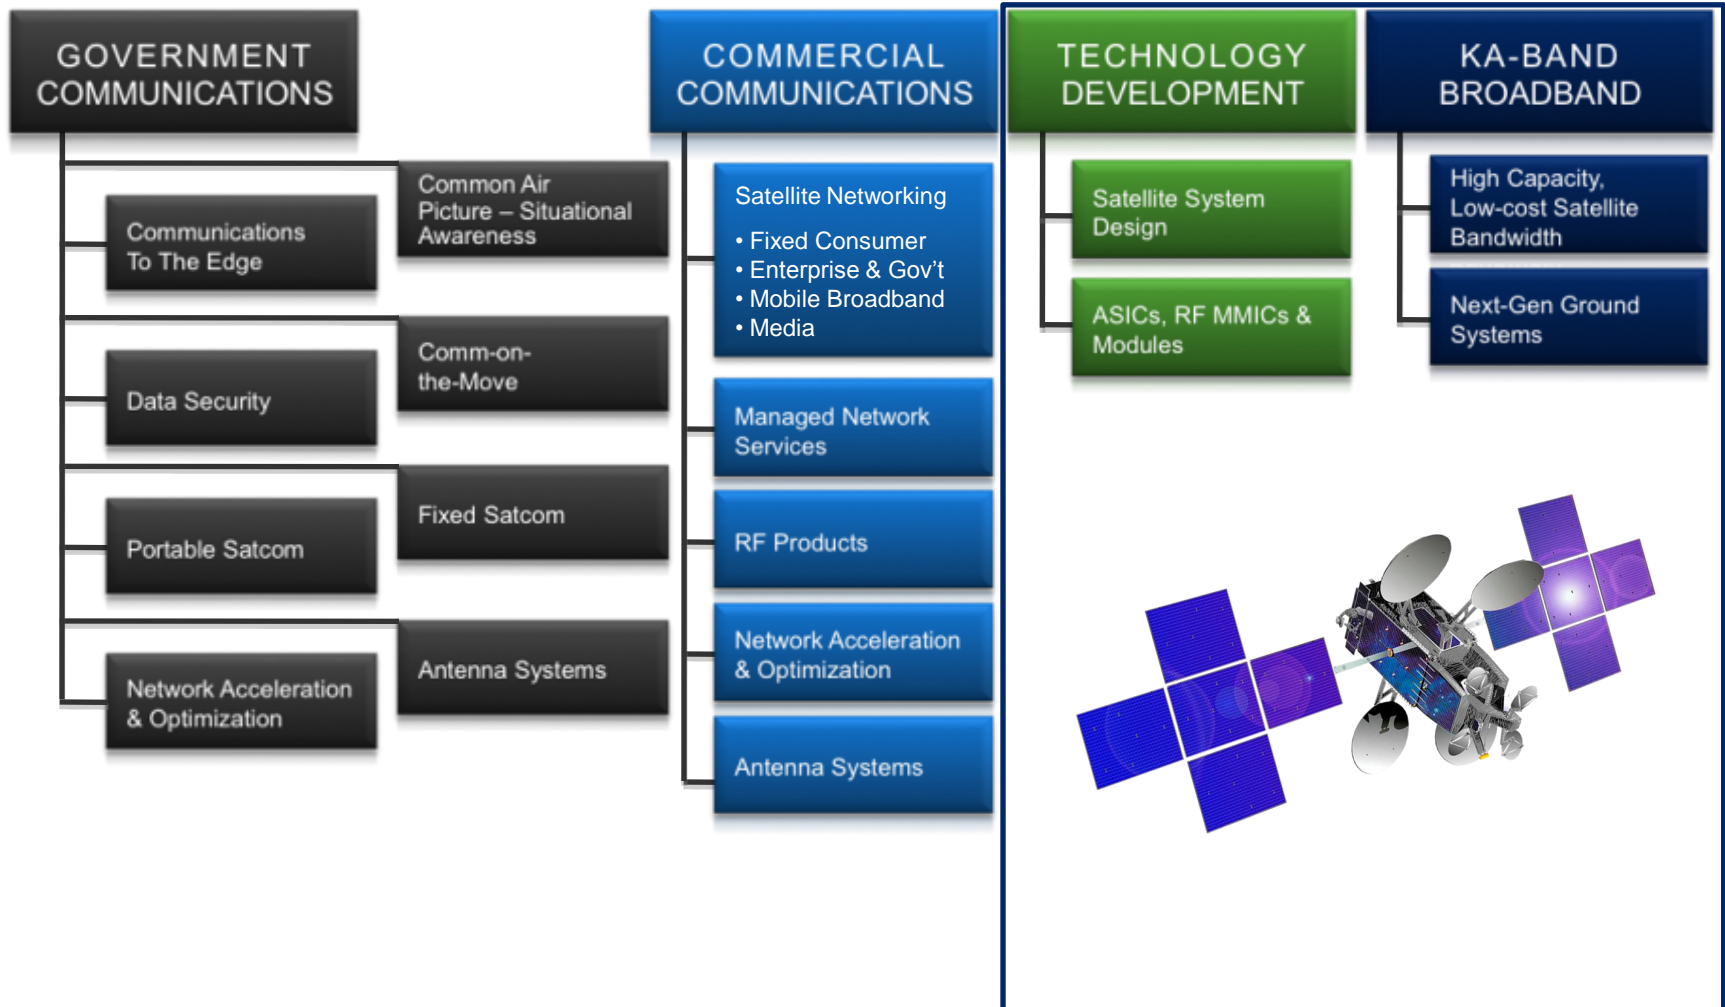 GOVERNMENT
COMMUNICATIONS
Common Air
Picture – Situational
Awareness
Communications
To The Edge
Comm-on-
the-Move
Data Security
Fixed Satcom
Portable Satcom
Antenna Systems
Network Acceleration
& Optimization
COMMERCIAL
COMMUNICATIONS
Satellite Networking
• Fixed Consumer
• Enterprise & Gov’t
• Mobile Broadband
• Media
Managed Network
Services
RF Products
Network Acceleration
& Optimization
Antenna Systems
TECHNOLOGY
DEVELOPMENT
Satellite System
Design
ASICs, RF MMICs &
Modules
KA-BAND
BROADBAND
High Capacity,
Low-cost Satellite
Bandwidth
Next-Gen Ground
Systems